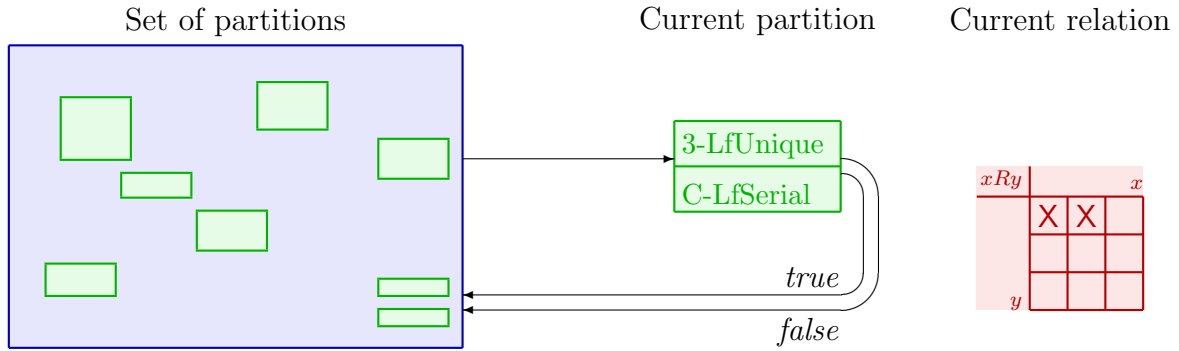 Set of partitions
Current partition
Current relation
3-LfUnique
C-LfSerial
true
false
xRy
x
X X
y